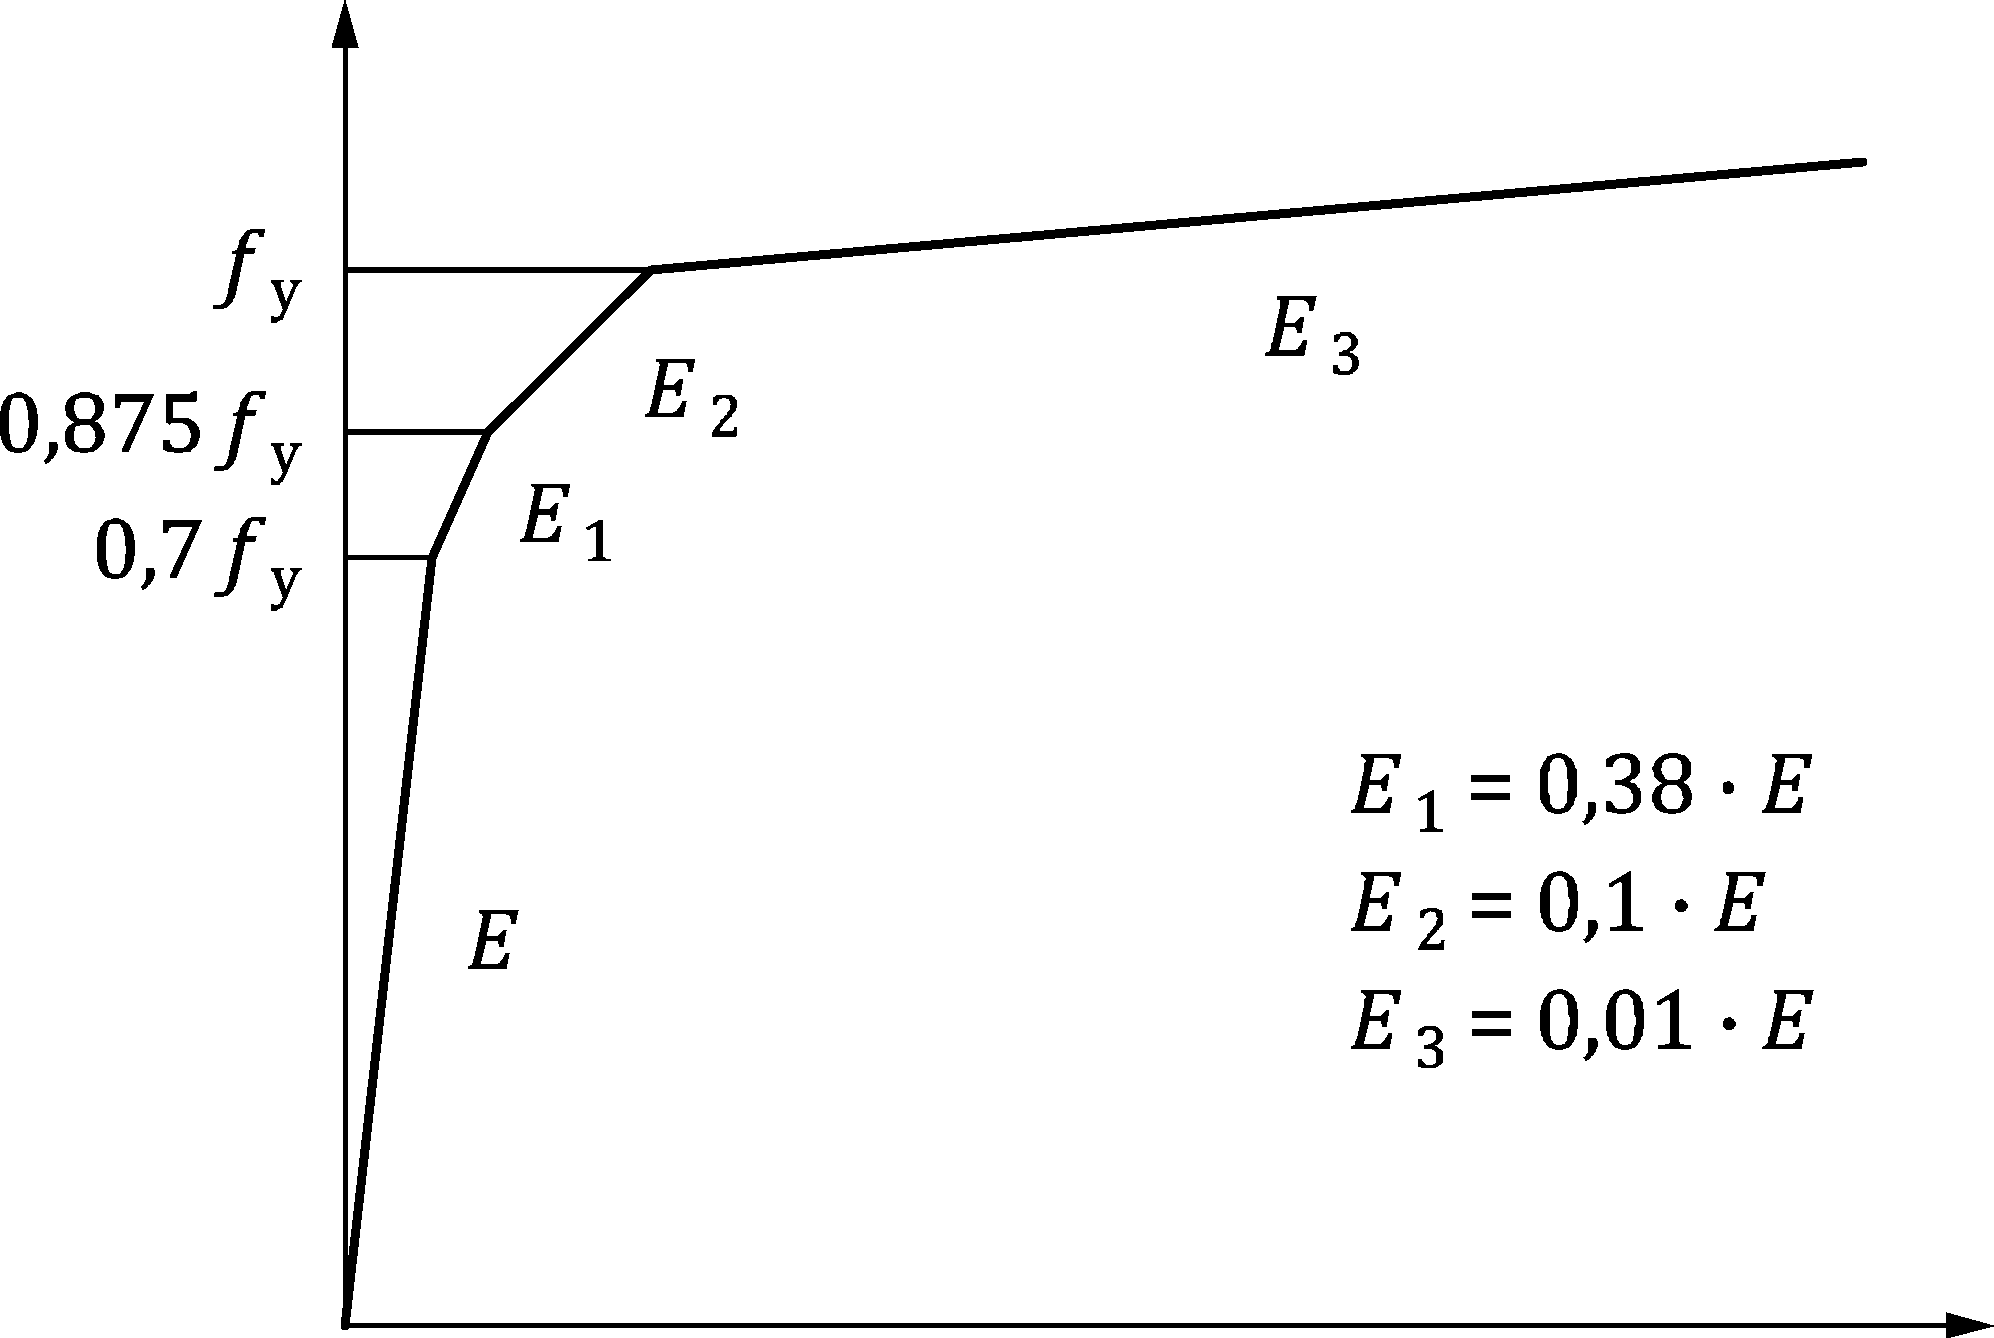 f y
0,875 f y
0,7 f y
E 3
E 2
E 1
E
E 1 = 0,38 · E
E 2 = 0,1 · E
E 3 = 0,01 · E